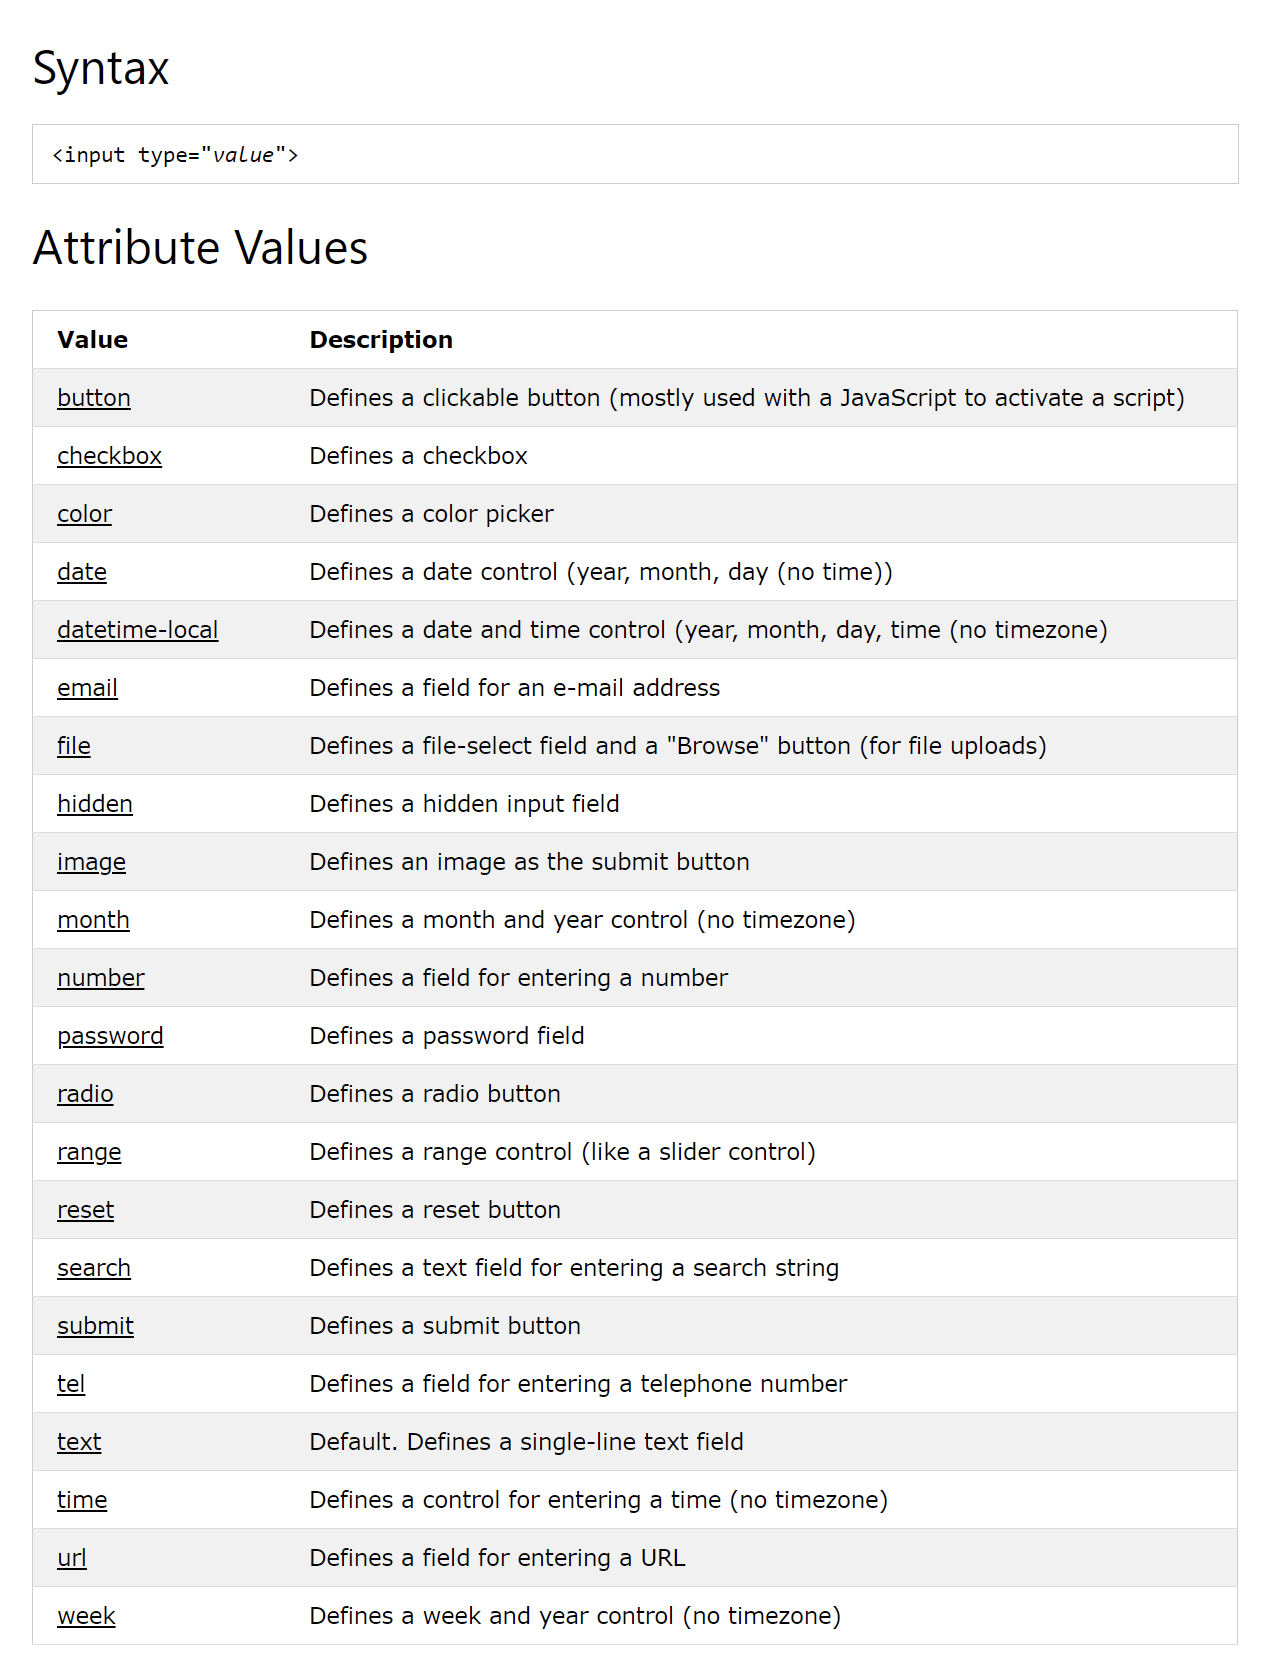 Syntax
<input type="value">
Attribute Values
Value Description
button Defines a clickable button (mostly used with a JavaScript to activate a script)
checkbox Defines a checkbox
color Defines a color picker
date Defines a date control (year, month, day (no time))
datetime-local Defines a date and time control (year, month, day, time (no timezone)
email Defines a field for an e-mail address
file Defines a file-select field and a "Browse" button (for file uploads)
hidden Defines a hidden input field
image Defines an image as the submit button
month Defines a month and year control (no timezone)
number Defines a field for entering a number
password Defines a password field
radio Defines a radio button
range Defines a range control (like a slider control)
reset Defines a reset button
search Defines a text field for entering a search string
submit Defines a submit button
tel Defines a field for entering a telephone number
text Default. Defines a single-line text field
time Defines a control for entering a time (no timezone)
url Defines a field for entering a URL
week Defines a week and year control (no timezone)